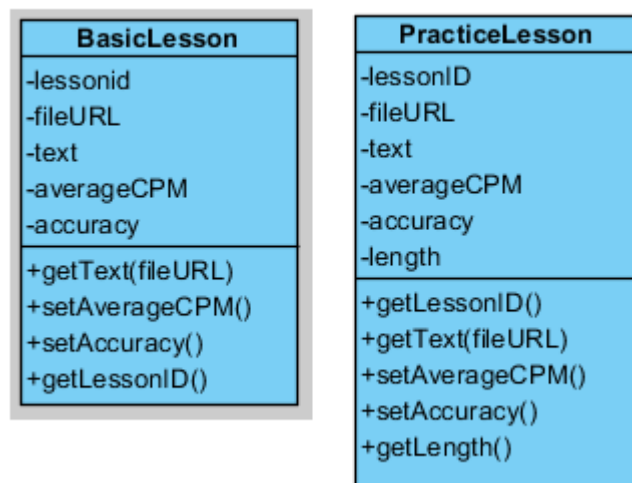 BasicLesson
-lessonid
-fileURL
-text
-averageCPM
-accuracy
+getText(fileURL)
+setAverageCPM()
+setAccuracy()
+getLessonID()
PracticeLesson
-lessonID
-fileURL
-text
-averageCPM
-accuracy
-length
+getLessonID()
+getText(fileURL)
+setAverageCPM()
+setAccuracy()
+getLength()